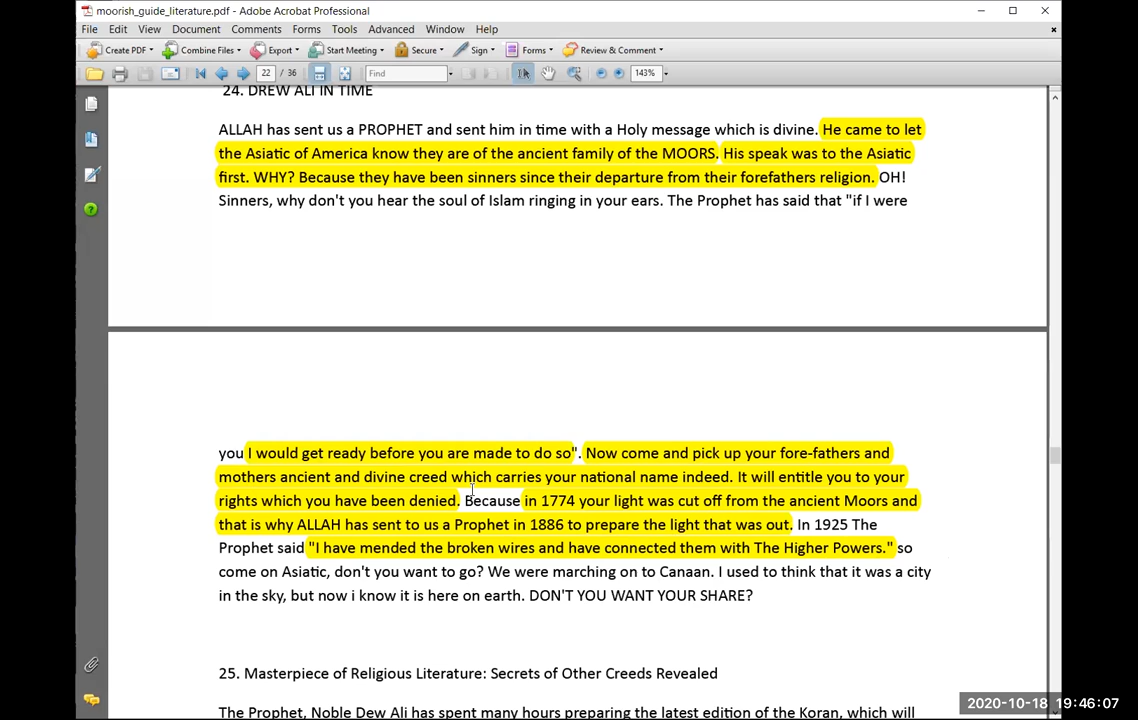 moorish_guide_literature.pdf - Adobe Acrobat Professional
File Edit View Document Comments Forms Tools Advanced Window Help
Create PDF Combine Files Export Start Meeting Secure Sign Forms Review & Comment
22 / 36 Find 143%
24. DREW ALI IN TIME
ALLAH has sent us a PROPHET and sent him in time with a Holy message which is divine. He came to let
the Asiatic of America know they are of the ancient family of the MOORS. His speak was to the Asiatic
first. WHY? Because they have been sinners since their departure from their forefathers religion. OH!
Sinners, why don't you hear the soul of Islam ringing in your ears. The Prophet has said that "if I were
you I would get ready before you are made to do so". Now come and pick up your fore-fathers and
mothers ancient and divine creed which carries your national name indeed. It will entitle you to your
rights which you have been denied. Because in 1774 your light was cut off from the ancient Moors and
that is why ALLAH has sent to us a Prophet in 1886 to prepare the light that was out. In 1925 The
Prophet said "I have mended the broken wires and have connected them with The Higher Powers." so
come on Asiatic, don't you want to go? We were marching on to Canaan. I used to think that it was a city
in the sky, but now i know it is here on earth. DON'T YOU WANT YOUR SHARE?
25. Masterpiece of Religious Literature: Secrets of Other Creeds Revealed
The Prophet, Noble Dew Ali has spent many hours preparing the latest edition of the Koran, which will
2020-10-18 19:46:07